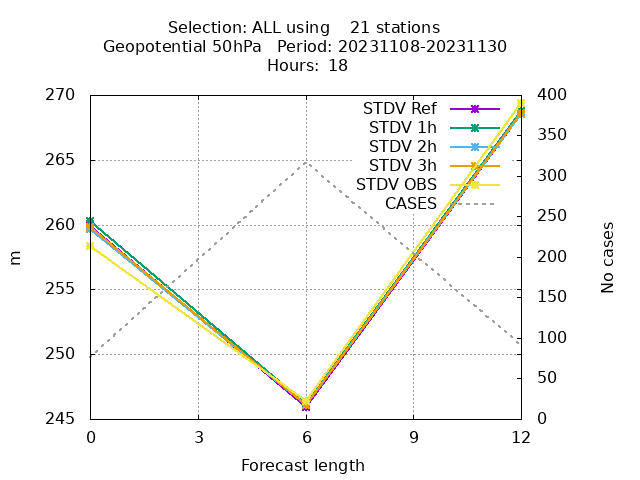 Selection: ALL using    21 stations
Geopotential 50hPa   Period: 20231108-20231130
Hours:  18
270
265
260
255
250
245
m
400
350
300
250
200
150
100
50
0
No cases
STDV Ref
STDV 1h
STDV 2h
STDV 3h
STDV OBS
CASES
0 3 6 9 12
Forecast length